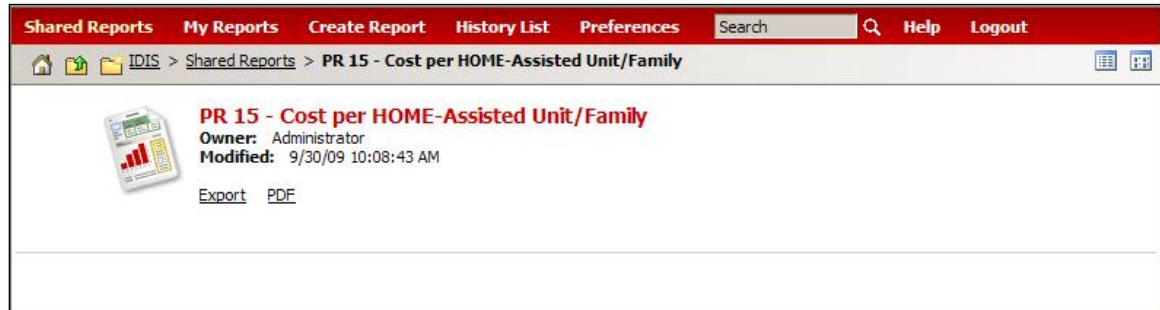 Shared Reports My Reports Create Report History List Preferences Search Help Logout
IDIS > Shared Reports > PR 15 - Cost per HOME-Assisted Unit/Family
PR 15 - Cost per HOME-Assisted Unit/Family
Owner: Administrator
Modified: 9/30/09 10:08:43 AM
Export PDF